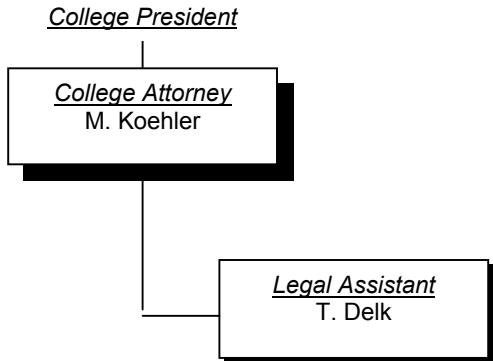 College President
College Attorney
M. Koehler
Legal Assistant
T. Delk